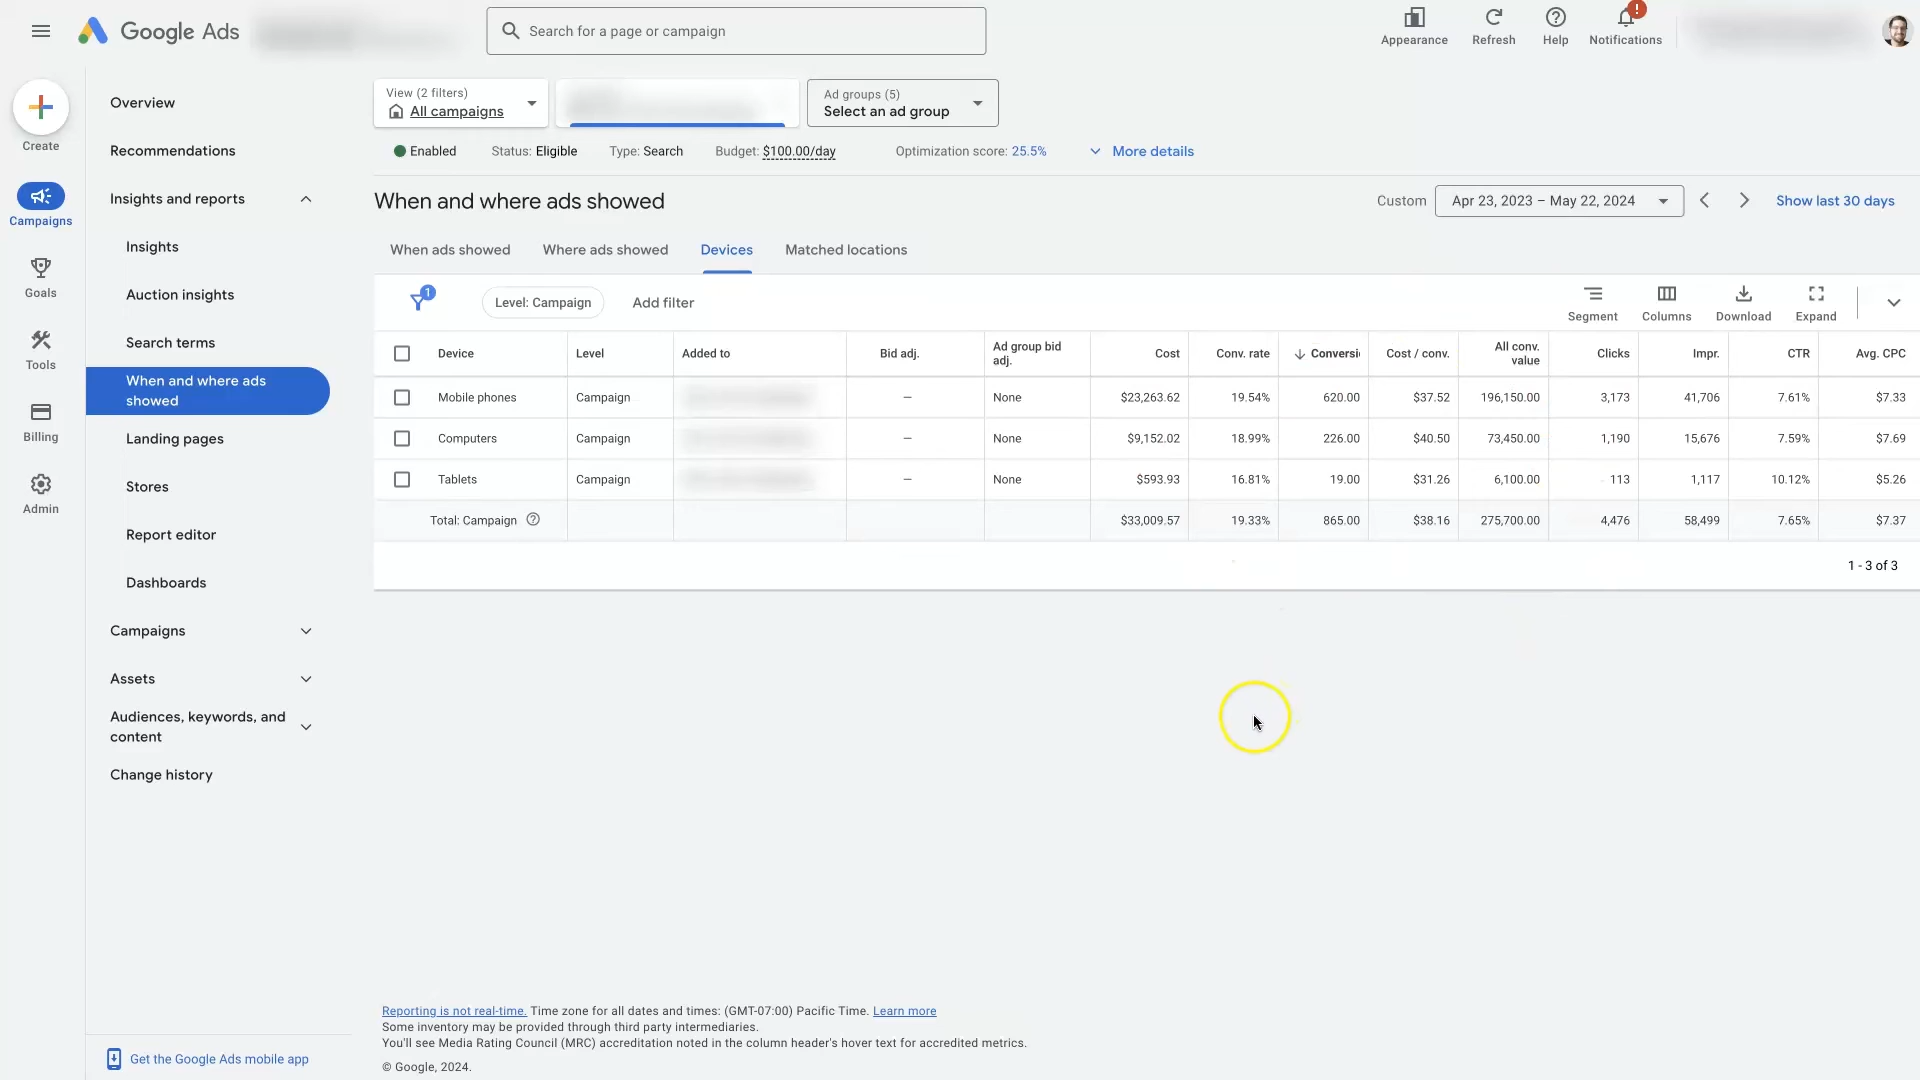 Google Ads
Search for a page or campaign
Appearance
Refresh
Help
!
Notifications
Create
Campaigns
Goals
Tools
Billing
Admin
Overview
Recommendations
Insights and reports
Insights
Auction insights
Search terms
When and where ads
showed
Landing pages
Stores
Report editor
Dashboards
Campaigns
Assets
Audiences, keywords, and
content
Change history
Get the Google Ads mobile app
View (2 filters)
All campaigns
Ad groups (5)
Select an ad group
Enabled Status: Eligible Type: Search Budget: $100.00/day Optimization score: 25.5% More details
When and where ads showed
Custom Apr 23, 2023 – May 22, 2024 Show last 30 days
When ads showed Where ads showed Devices Matched locations
1
Level: Campaign Add filter
Segment Columns Download Expand
Device Level Added to Bid adj. Ad group bid adj. Cost Conv. rate Conversi Cost / conv. All conv. value Clicks Impr. CTR Avg. CPC
Mobile phones Campaign – None $23,263.62 19.54% 620.00 $37.52 196,150.00 3,173 41,706 7.61% $7.33
Computers Campaign – None $9,152.02 18.99% 226.00 $40.50 73,450.00 1,190 15,676 7.59% $7.69
Tablets Campaign – None $593.93 16.81% 19.00 $31.26 6,100.00 113 1,117 10.12% $5.26
Total: Campaign $33,009.57 19.33% 865.00 $38.16 275,700.00 4,476 58,499 7.65% $7.37
1 - 3 of 3
Reporting is not real-time. Time zone for all dates and times: (GMT-07:00) Pacific Time. Learn more
Some inventory may be provided through third party intermediaries.
You'll see Media Rating Council (MRC) accreditation noted in the column header's hover text for accredited metrics.
© Google, 2024.